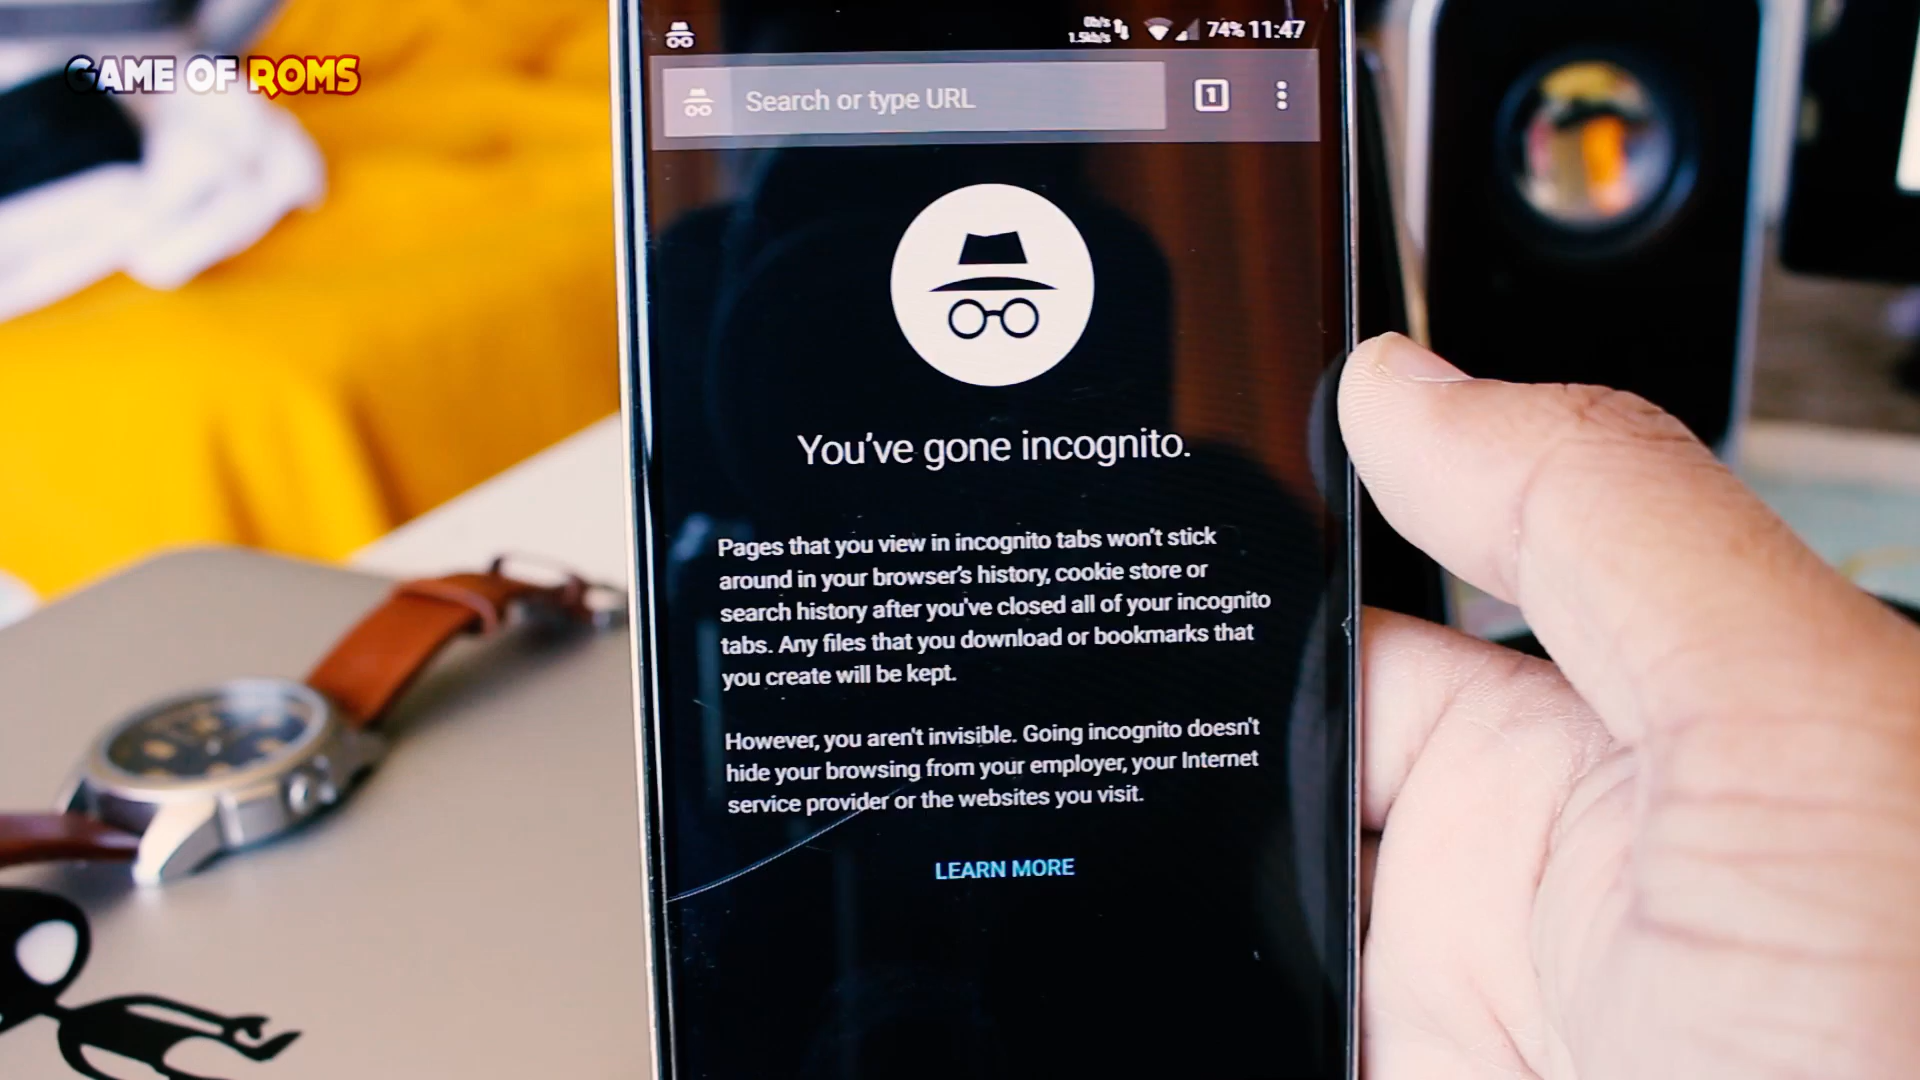 GAME OF ROMS
0b/s
1.5kb/s
74% 11:47
Search or type URL
1
You've gone incognito.
Pages that you view in incognito tabs won't stick
around in your browser's history, cookie store or
search history after you've closed all of your incognito
tabs. Any files that you download or bookmarks that
you create will be kept.
However, you aren't invisible. Going incognito doesn't
hide your browsing from your employer, your Internet
service provider or the websites you visit.
LEARN MORE